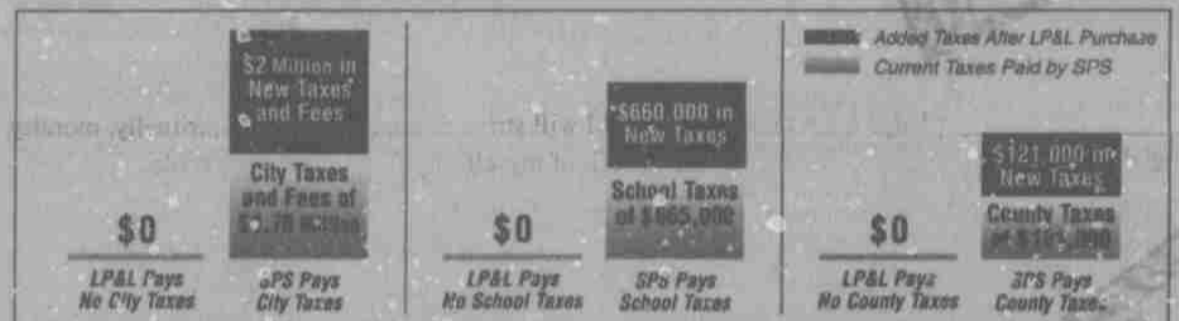 Added Taxes After LP&L Purchase
Current Taxes Paid by SPS
$2 Million in
New Taxes
and Fees
City Taxes
and Fees of
$0
LP&L Pays
No City Taxes
SPS Pays
City Taxes
$660,000 in
New Taxes
School Taxes
of $665,000
$0
LP&L Pays
No School Taxes
SPS Pays
School Taxes
$121,000 in
New Taxes
County Taxes
$0
LP&L Pays
No County Taxes
SPS Pays
County Taxes